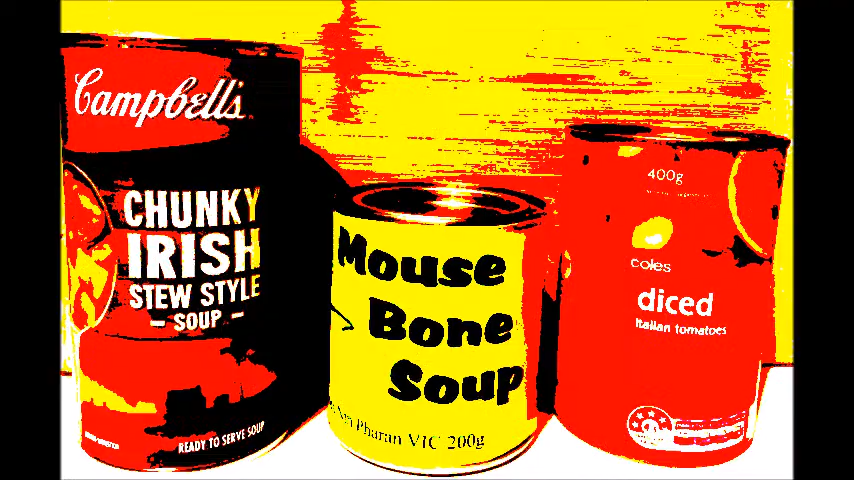 Campbell's
CHUNKY
IRISH
STEW STYLE
– SOUP –
READY TO SERVE SOUP
Mouse
Bone
Soup
Pharan VIC 200g
400g
coles
diced
italian tomatoes